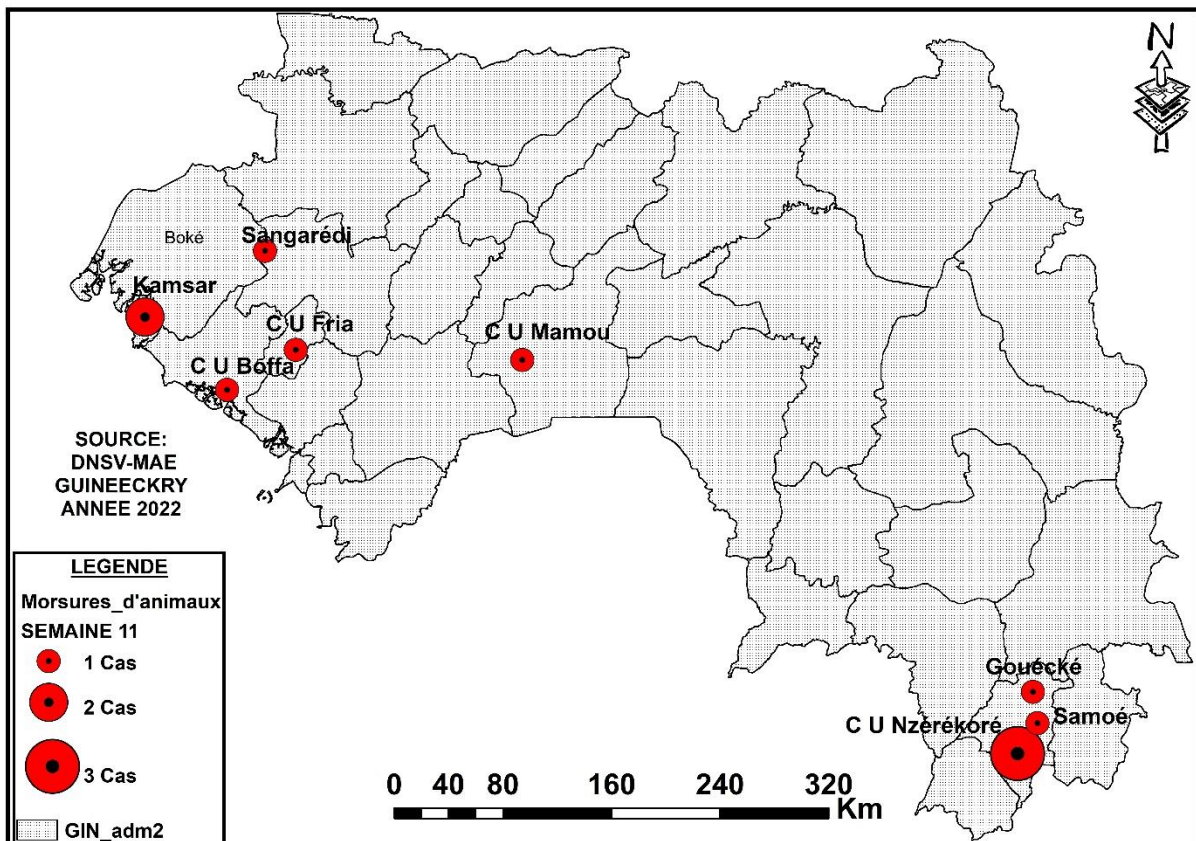 N
Boké
Sangarédi
Kamsar
C U Fria
C U Mamou
C U Boffa
SOURCE:
DNSV-MAE
GUINEECKRY
ANNEE 2022
LEGENDE
Morsures_d'animaux
SEMAINE 11
1 Cas
2 Cas
3 Cas
GIN_adm2
Gouécké
Samoé
C U Nzérékoré
0 40 80 160 240 320
Km